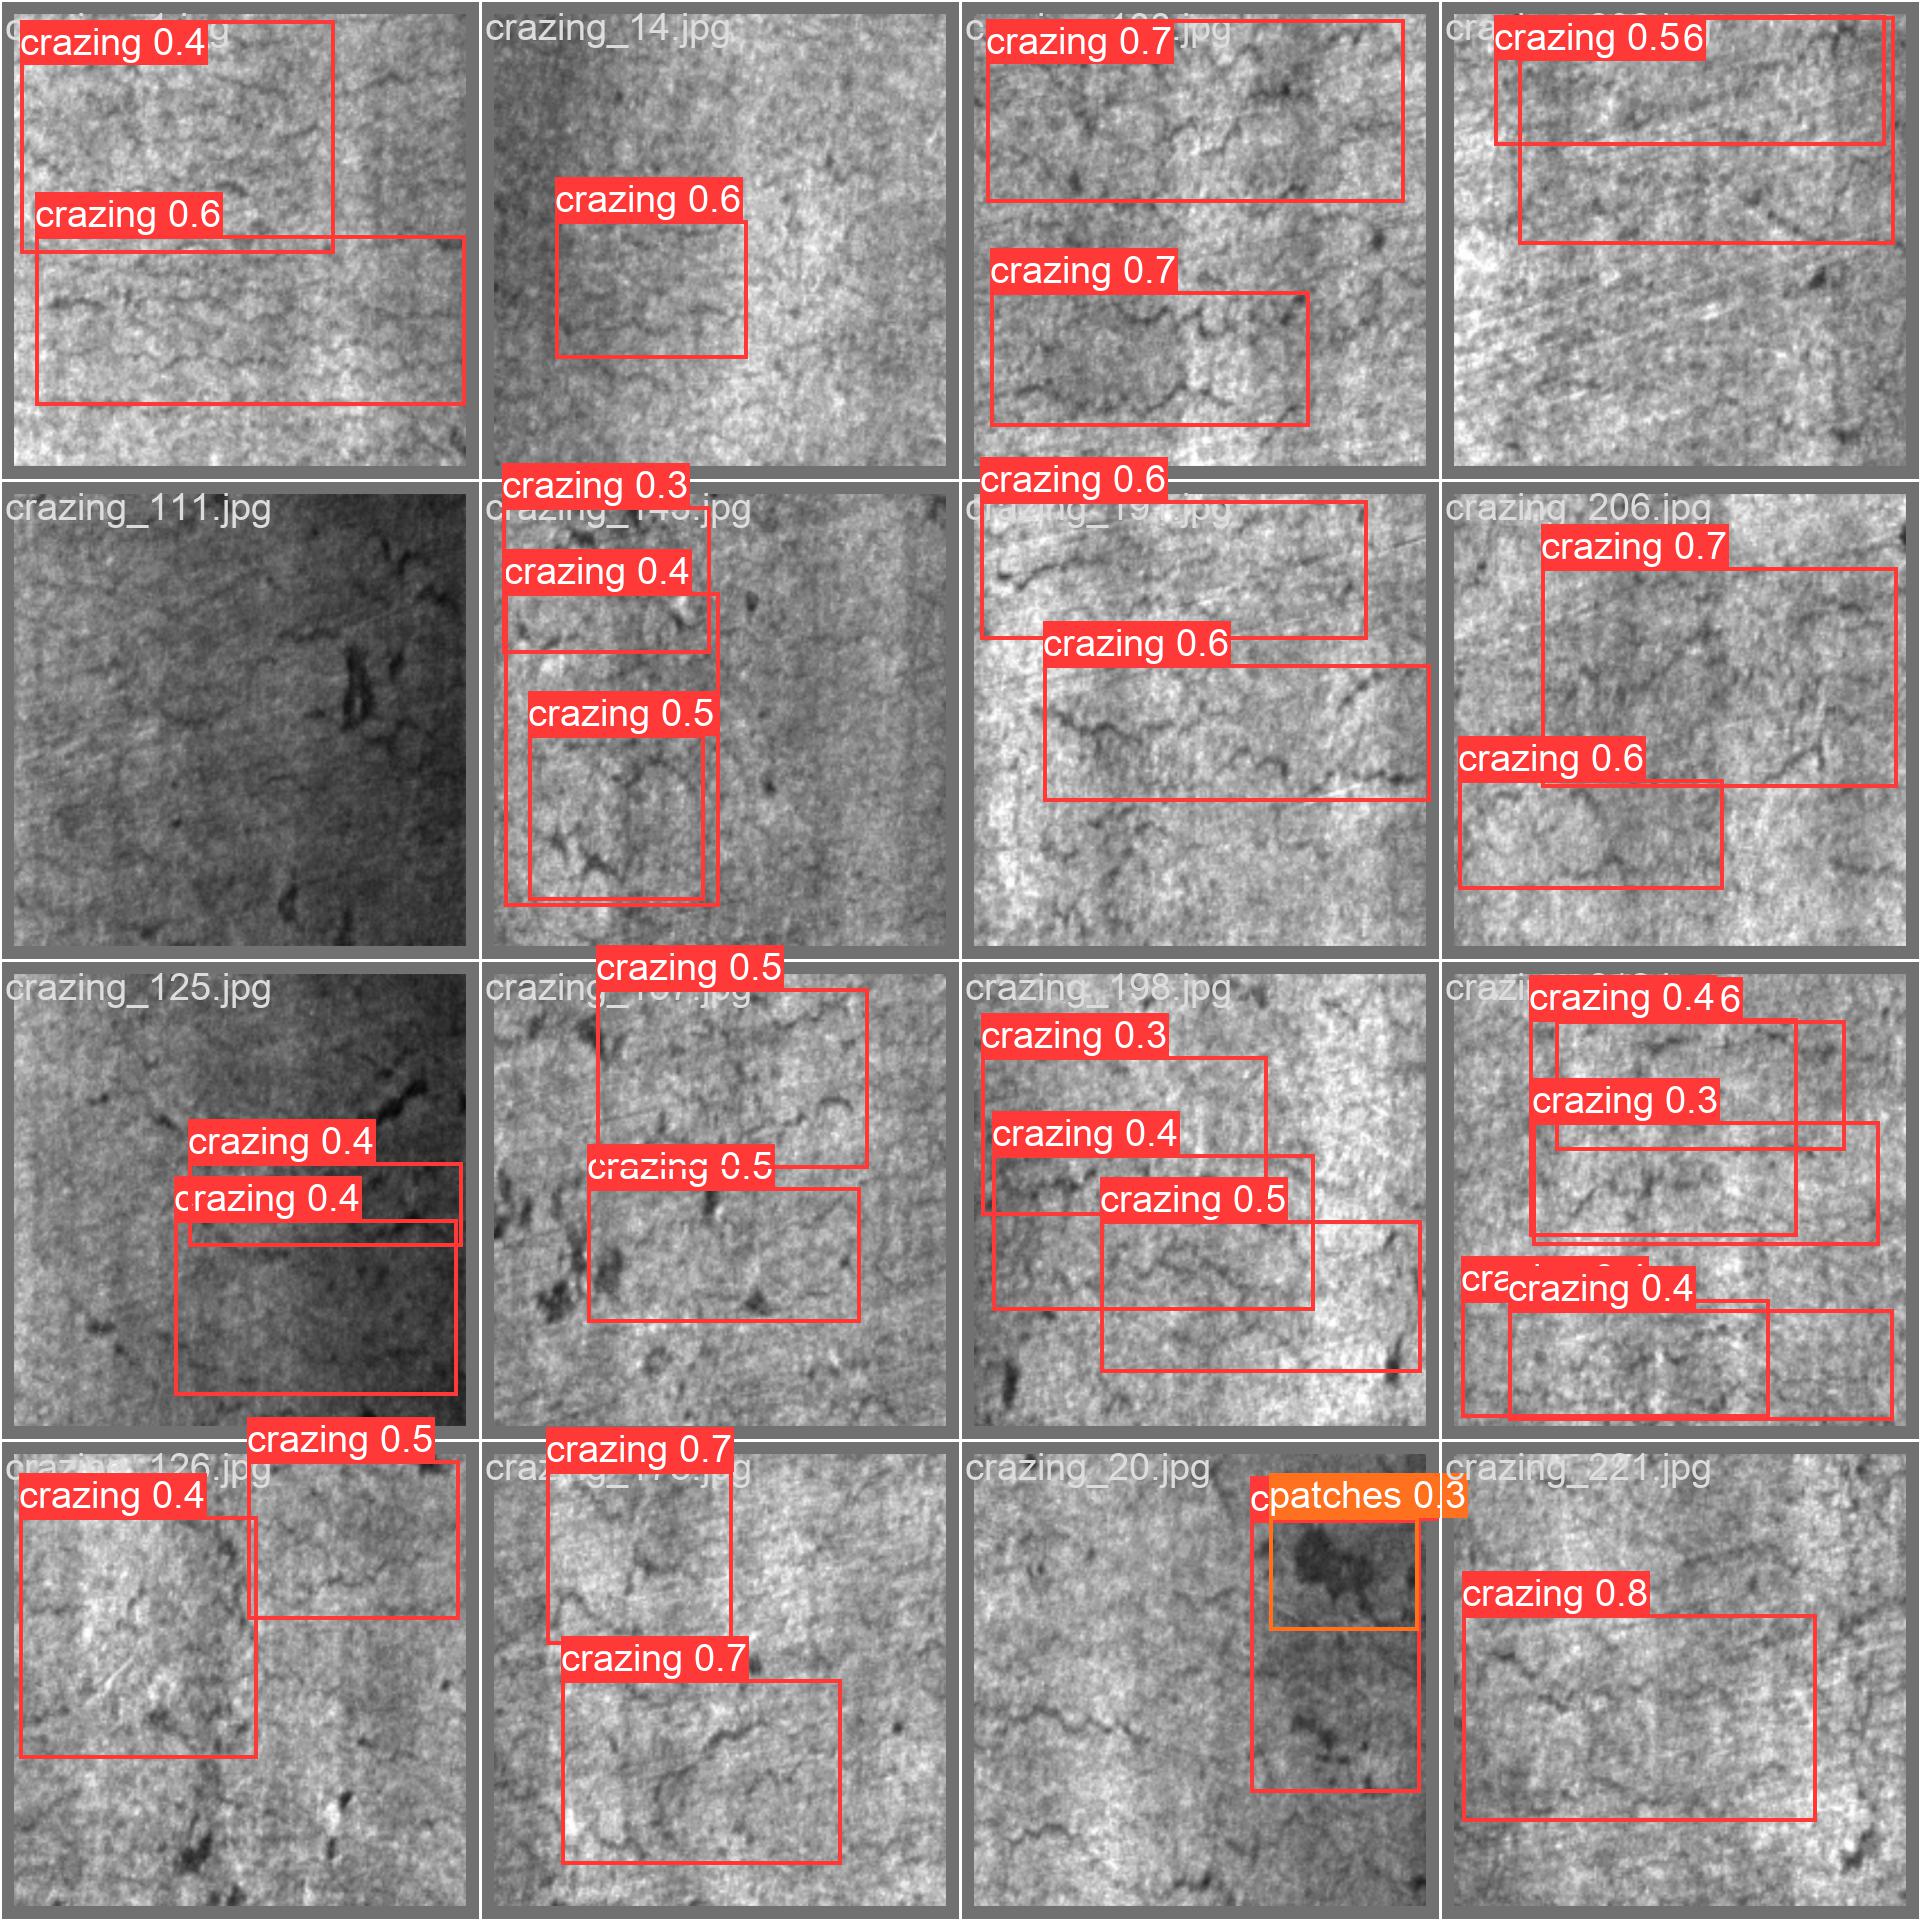 crazing 0.4
crazing 0.6
crazing_14.jpg
crazing 0.6
crazing 0.7
crazing 0.7
crazing 0.56
crazing_111.jpg
crazing 0.3
crazing 0.4
crazing 0.5
crazing 0.6
crazing 0.6
crazing_206.jpg
crazing 0.7
crazing 0.6
crazing_125.jpg
crazing 0.4
crazing 0.4
crazing 0.5
crazing 0.5
crazing_198.jpg
crazing 0.3
crazing 0.4
crazing 0.5
crazing 0.4 6
crazing 0.3
crazing 0.4
crazing_126.jpg
crazing 0.5
crazing 0.4
crazing 0.7
crazing 0.7
crazing_20.jpg
patches 0.3
crazing_221.jpg
crazing 0.8